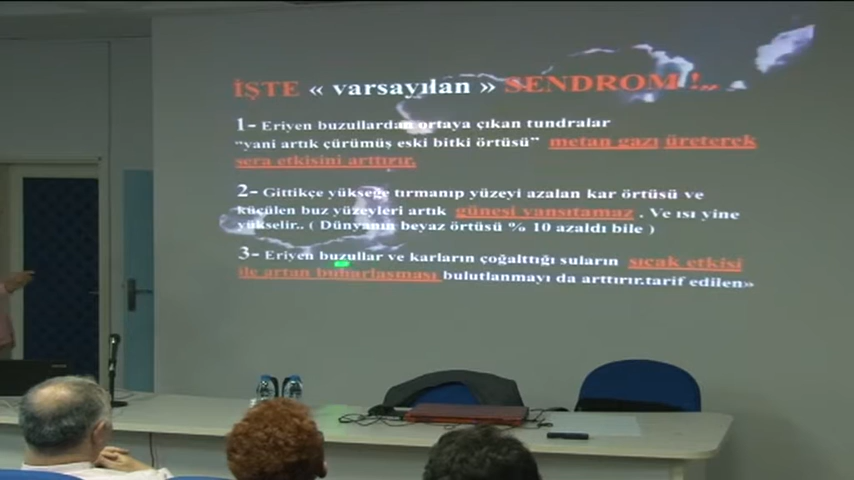 İŞTE « varsayılan » SENDROM !..
1- Eriyen buzullardan ortaya çıkan tundralar
"yani artık çürümüş eski bitki örtüsü" metan gazı üreterek
sera etkisini arttırır.
2- Gittikçe yükseğe tırmanıp yüzeyi azalan kar örtüsü ve
küçülen buz yüzeyleri artık güneşi yansıtamaz . Ve ısı yine
yükselir.. ( Dünyanın beyaz örtüsü % 10 azaldı bile )
3- Eriyen buzullar ve karların çoğalttığı suların sıcak etkisi
ile artan buharlaşması bulutlanmayı da arttırır.tarif edilen»